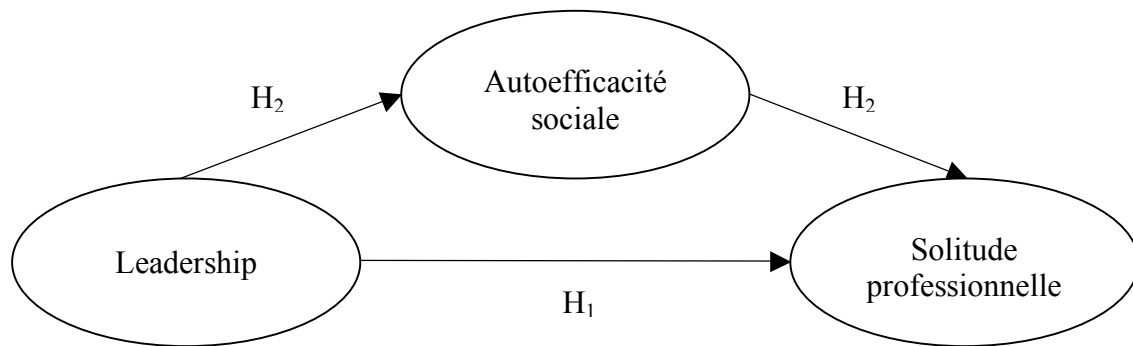 Autoefficacité
sociale
H₂
H₂
Leadership
Solitude
professionnelle
H₁